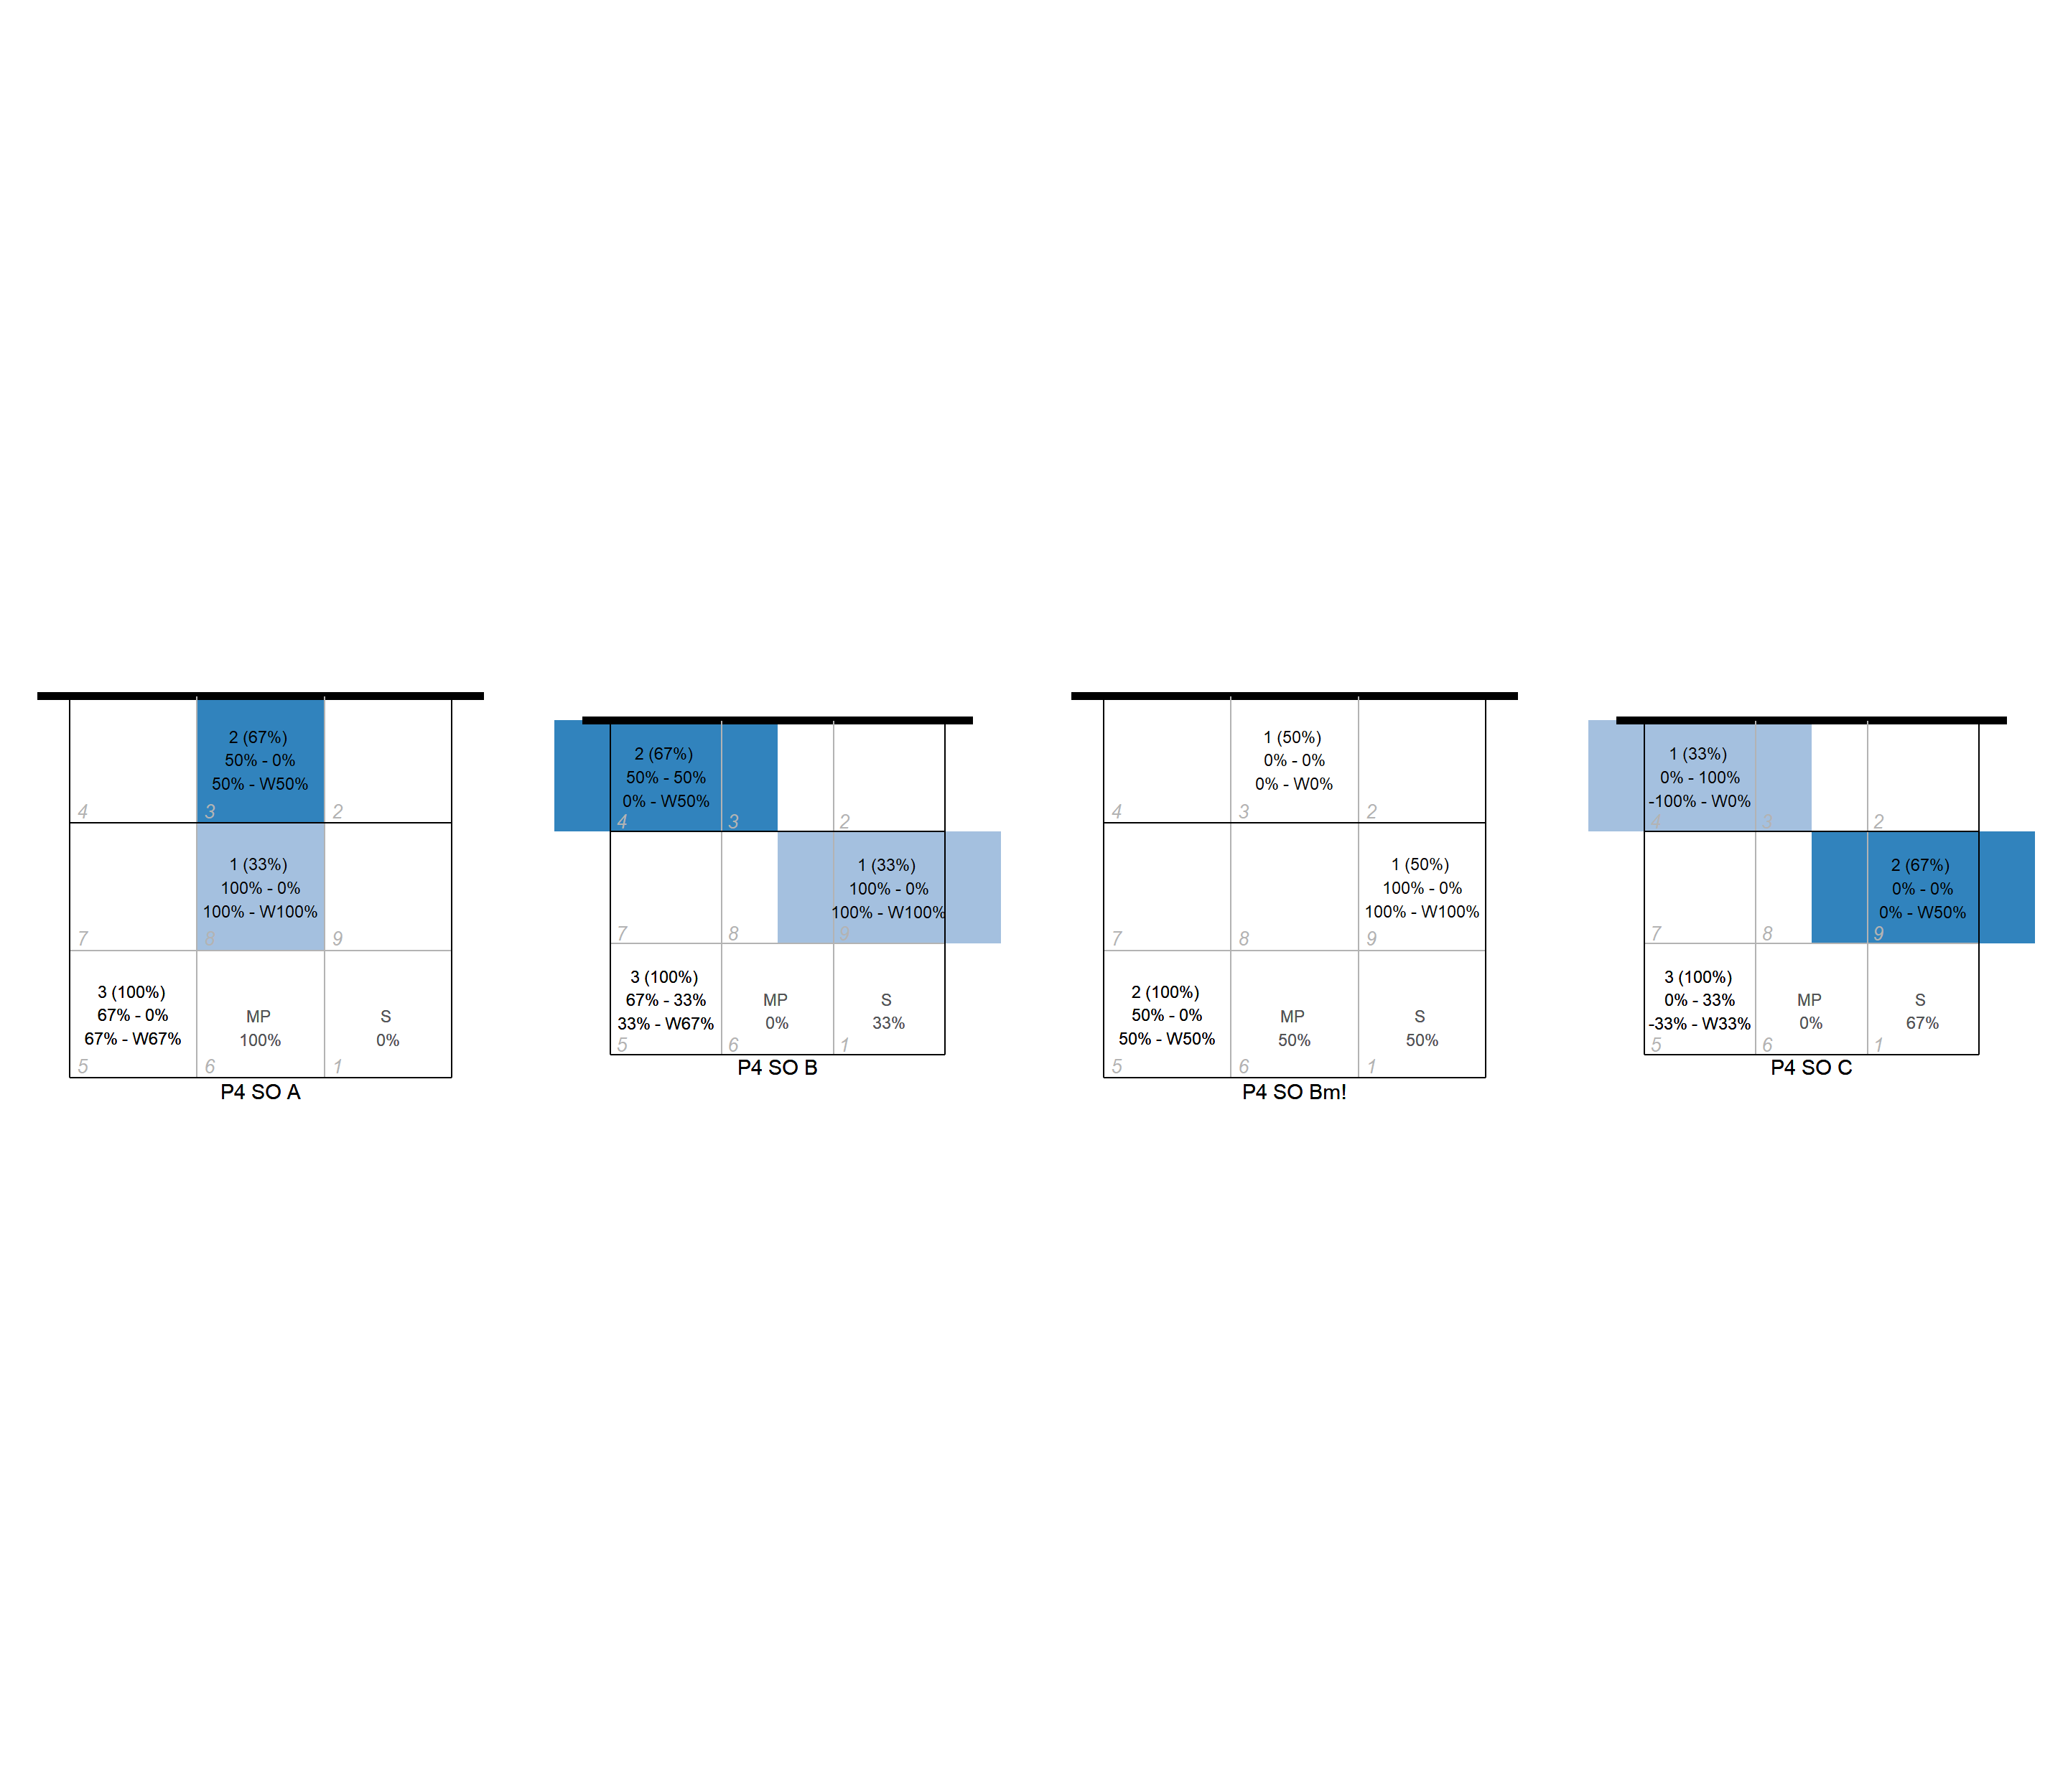 2 (67%)
50% - 0%
50% - W50%
4
3
2
1 (33%)
100% - 0%
100% - W100%
7
8
9
3 (100%)
67% - 0%
67% - W67%
MP
100%
S
0%
5
6
1
P4 SO A
2 (67%)
50% - 50%
0% - W50%
4
3
2
1 (33%)
100% - 0%
100% - W100%
7
8
9
3 (100%)
67% - 33%
33% - W67%
MP
0%
S
33%
5
6
1
P4 SO B
1 (50%)
0% - 0%
0% - W0%
4
3
2
1 (50%)
100% - 0%
100% - W100%
7
8
9
2 (100%)
50% - 0%
50% - W50%
MP
50%
S
50%
5
6
1
P4 SO Bm!
1 (33%)
0% - 100%
-100% - W0%
4
3
2
2 (67%)
0% - 0%
0% - W50%
7
8
9
3 (100%)
0% - 33%
-33% - W33%
MP
0%
S
67%
5
6
1
P4 SO C